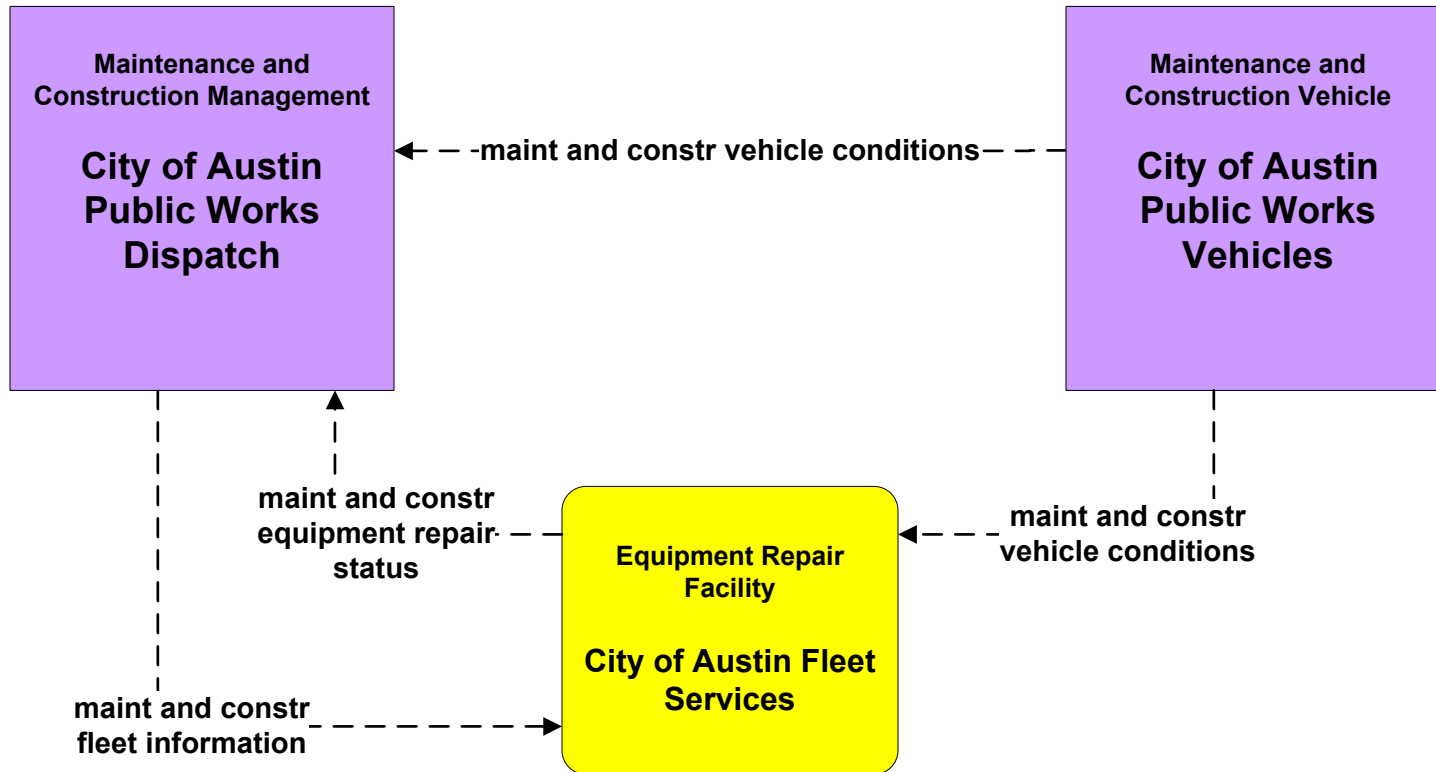 Maintenance and
Construction Management
City of Austin
Public Works
Dispatch
maint and constr vehicle conditions
Maintenance and
Construction Vehicle
City of Austin
Public Works
Vehicles
maint and constr
equipment repair
status
Equipment Repair
Facility
City of Austin Fleet
Services
maint and constr
vehicle conditions
maint and constr
fleet information